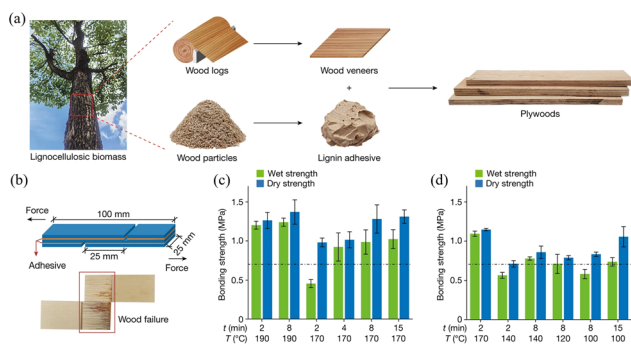 (a)
Wood logs
Wood veneers
+
Plywoods
Lignocellulosic biomass
Wood particles
Lignin adhesive
(b)
Force
100 mm
25 mm
25 mm
Adhesive
Force
Wood failure
(c)
Wet strength
Dry strength
Bonding strength (MPa)
1.5
1.0
0.5
0
t (min) 2 8 2 4 8 15
T (°C) 190 190 170 170 170 170
(d)
Wet strength
Dry strength
Bonding strength (MPa)
1.5
1.0
0.5
0
t (min) 2 2 8 8 8 15
T (°C) 170 140 140 120 100 100